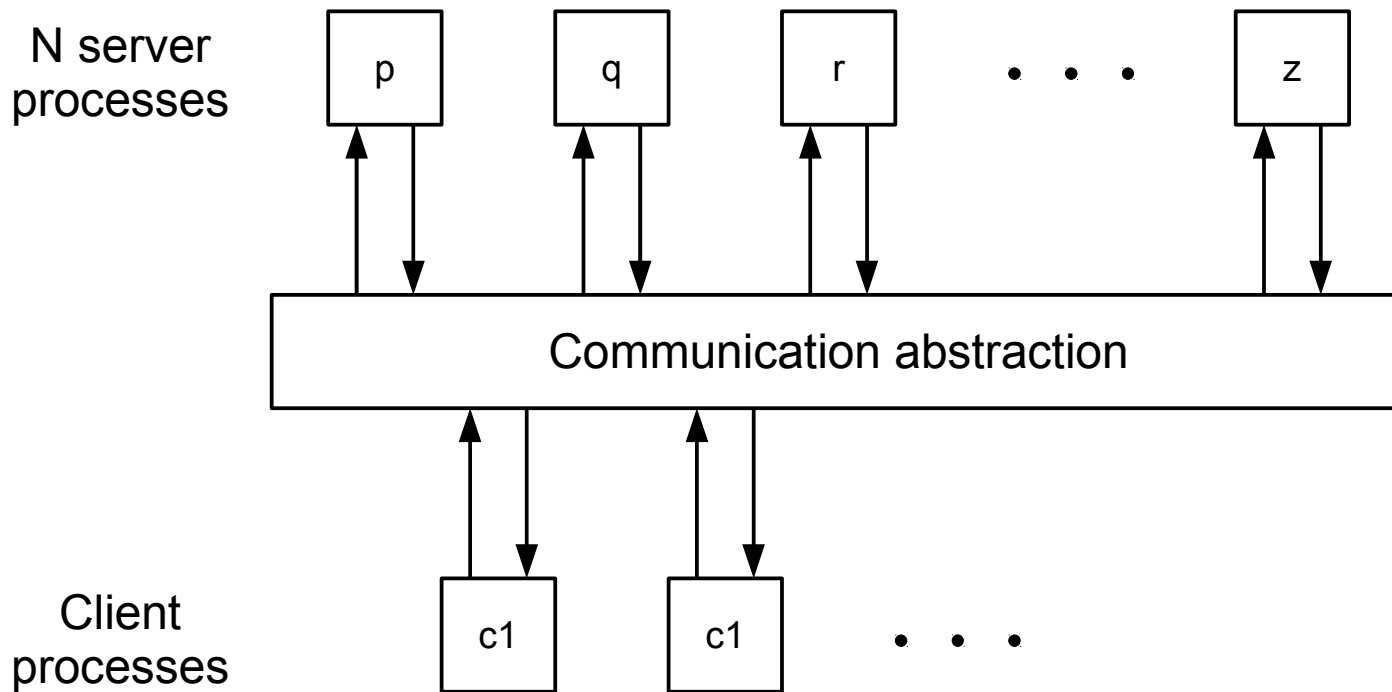 N server
processes
p
q
r
z
Communication abstraction
Client
processes
c1
c1